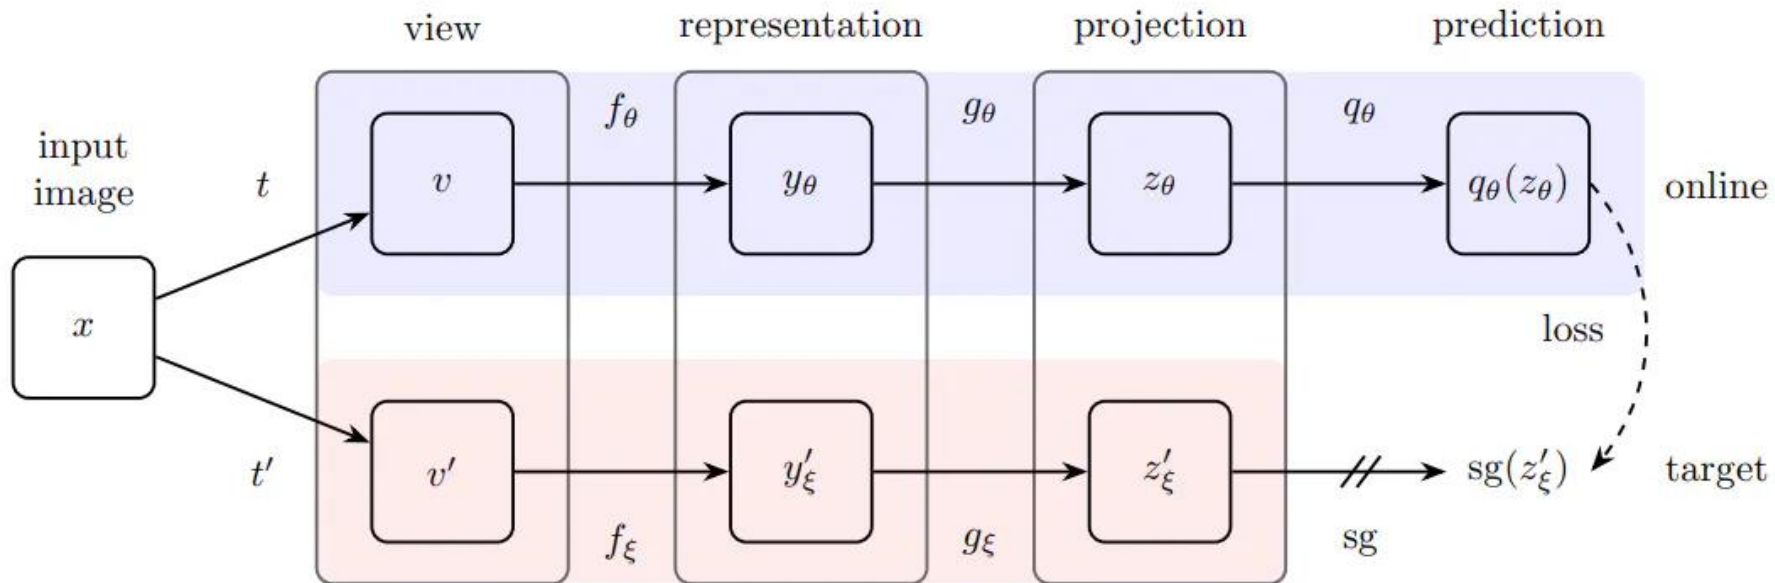 view representation projection prediction
input
image
t f_θ g_θ q_θ
v y_θ z_θ q_θ(z_θ) online
x
loss
t′ v′ y′_ξ z′_ξ sg(z′_ξ) target
f_ξ g_ξ sg